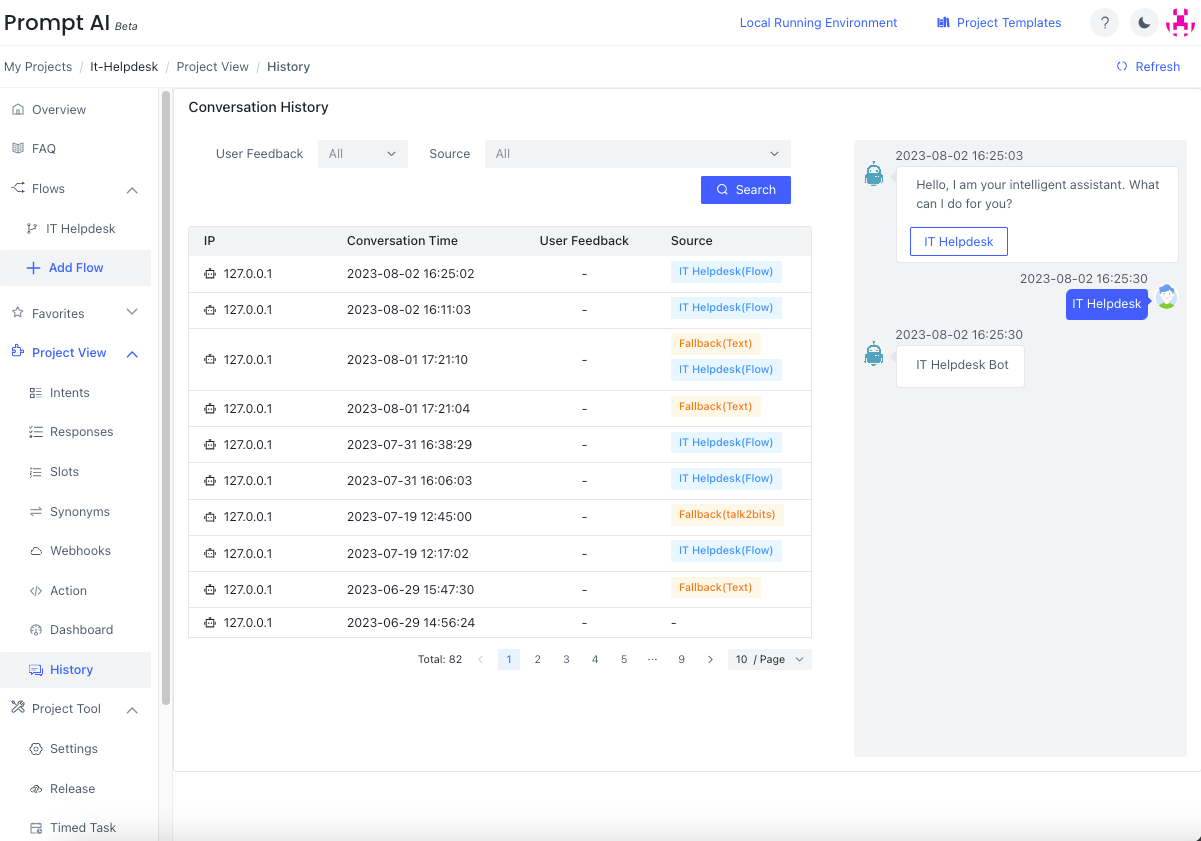 Prompt AI Beta
Local Running Environment
Project Templates
?
My Projects / It-Helpdesk / Project View / History
Refresh
Overview
FAQ
Flows
IT Helpdesk
Add Flow
Favorites
Project View
Intents
Responses
Slots
Synonyms
Webhooks
Action
Dashboard
History
Project Tool
Settings
Release
Timed Task
Conversation History
User Feedback All Source All
Search
IP Conversation Time User Feedback Source
127.0.0.1 2023-08-02 16:25:02 - IT Helpdesk(Flow)
127.0.0.1 2023-08-02 16:11:03 - IT Helpdesk(Flow)
127.0.0.1 2023-08-01 17:21:10 - Fallback(Text)
IT Helpdesk(Flow)
127.0.0.1 2023-08-01 17:21:04 - Fallback(Text)
127.0.0.1 2023-07-31 16:38:29 - IT Helpdesk(Flow)
127.0.0.1 2023-07-31 16:06:03 - IT Helpdesk(Flow)
127.0.0.1 2023-07-19 12:45:00 - Fallback(talk2bits)
127.0.0.1 2023-07-19 12:17:02 - IT Helpdesk(Flow)
127.0.0.1 2023-06-29 15:47:30 - Fallback(Text)
127.0.0.1 2023-06-29 14:56:24 - -
Total: 82 1 2 3 4 5 ··· 9 10 / Page
2023-08-02 16:25:03
Hello, I am your intelligent assistant. What
can I do for you?
IT Helpdesk
2023-08-02 16:25:30
IT Helpdesk
2023-08-02 16:25:30
IT Helpdesk Bot